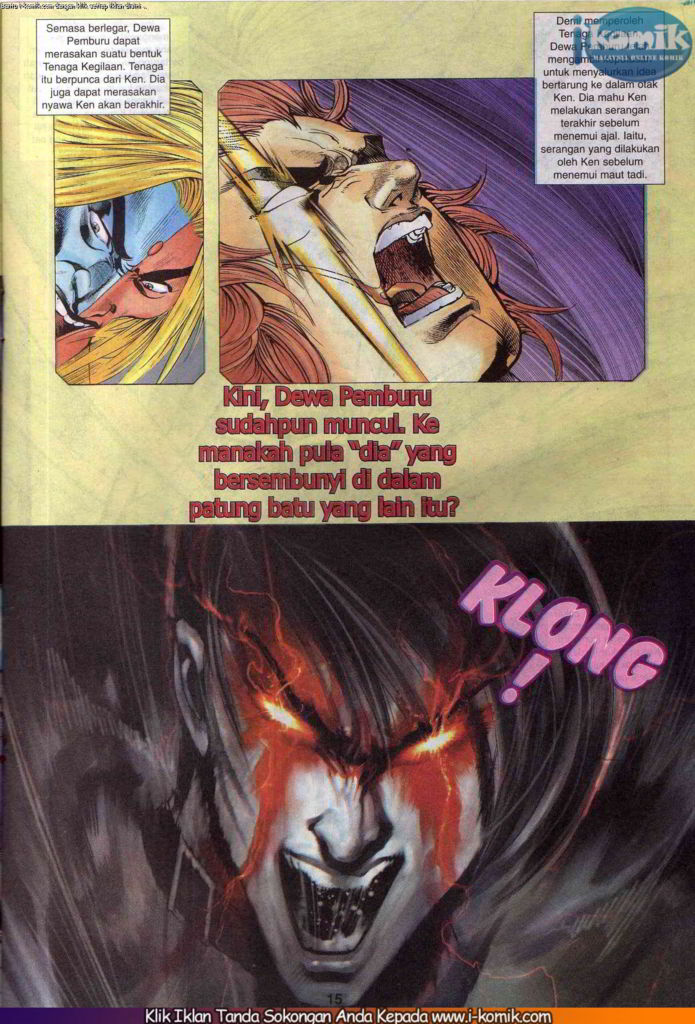 Semasa berlegar, Dewa
Pemburu dapat
merasakan suatu bentuk
Tenaga Kegilaan. Tenaga
itu berpunca dari Ken. Dia
juga dapat merasakan
nyawa Ken akan berakhir.
Demi memperoleh
Tenaga
Dewa
untuk menyalurkan idea
bertarung ke dalam otak
Ken. Dia mahu Ken
melakukan serangan
terakhir sebelum
menemui ajal. Iaitu,
serangan yang dilakukan
oleh Ken sebelum
menemui maut tadi.
ikomik
MALAYSIA ONLINE KOMIK
Kini, Dewa Pemburu
sudahpun muncul. Ke
manakah pula "dia" yang
bersembunyi di dalam
patung batu yang lain itu?
KLONG
!
15
Klik Iklan Tanda Sokongan Anda Kepada www.i-komik.com